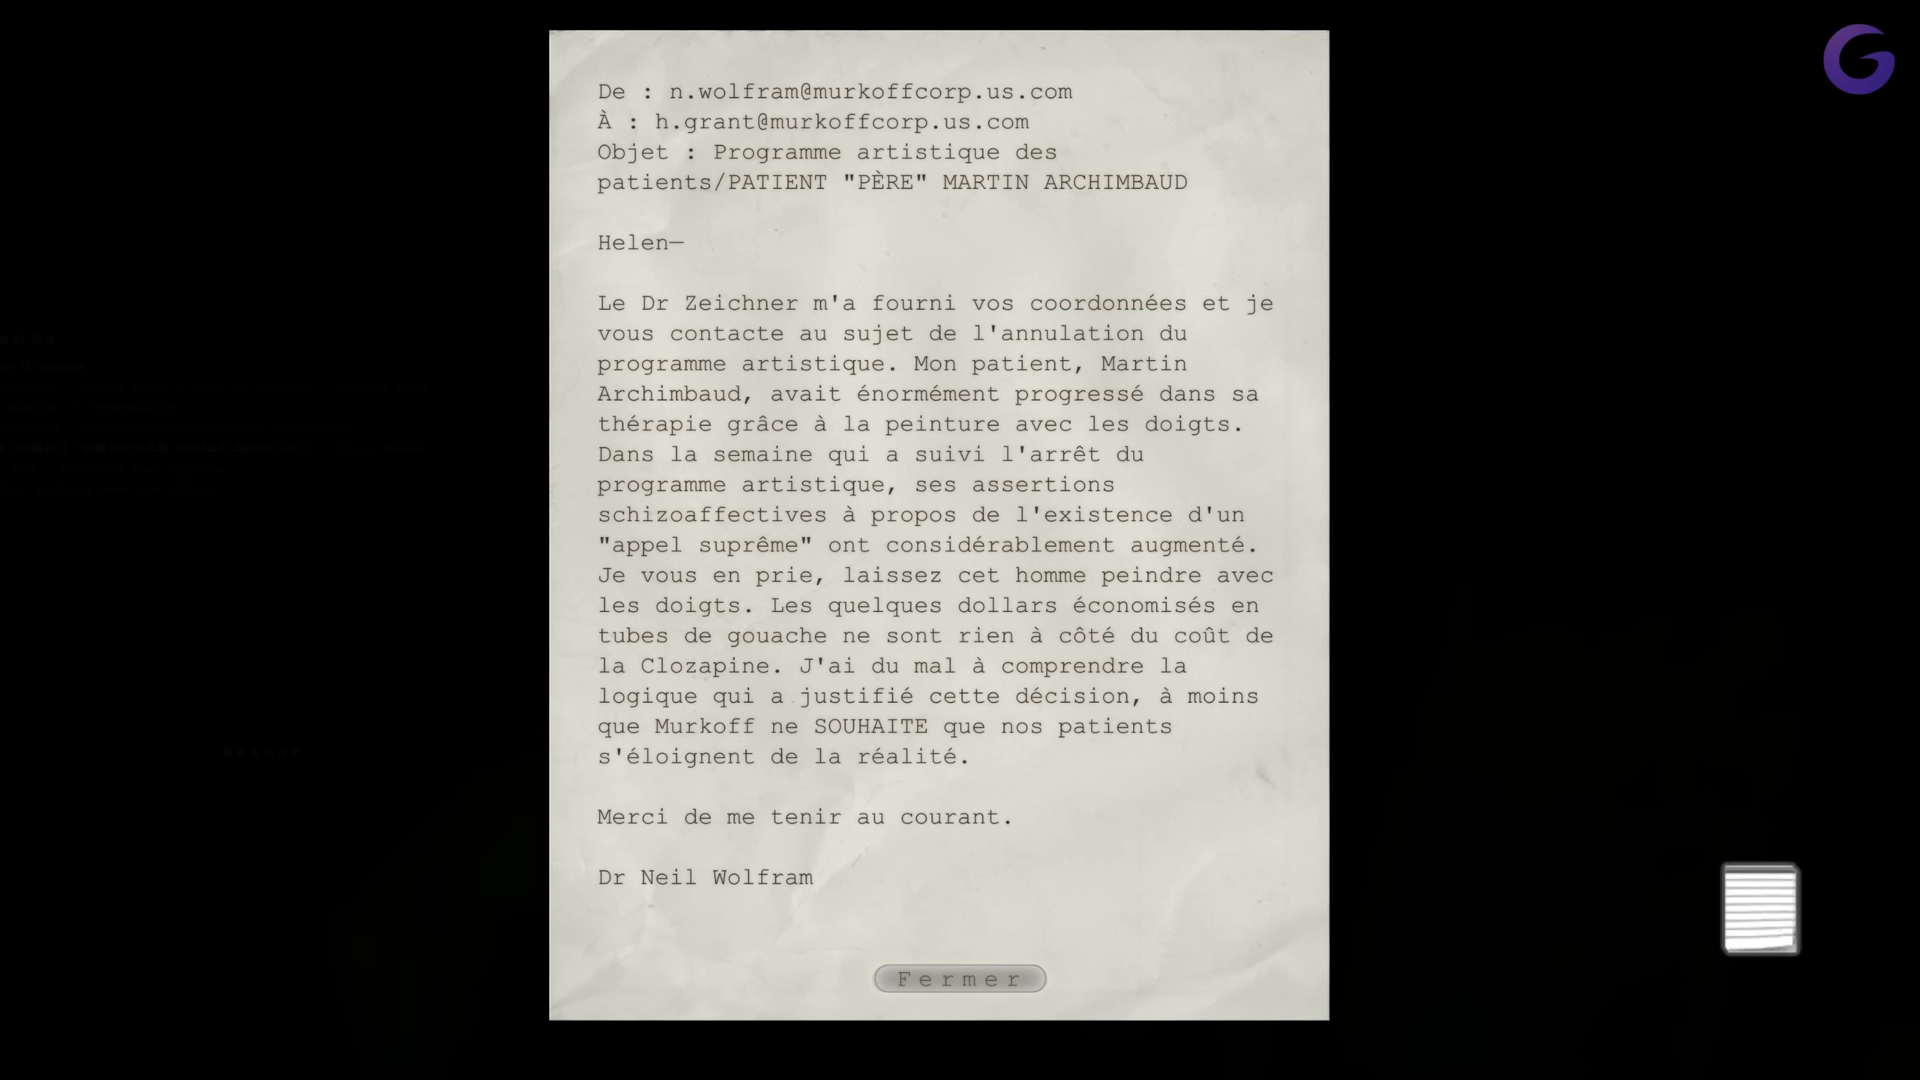 De : n.wolfram@murkoffcorp.us.com
À : h.grant@murkoffcorp.us.com
Objet : Programme artistique des
patients/PATIENT "PÈRE" MARTIN ARCHIMBAUD
Helen—
Le Dr Zeichner m'a fourni vos coordonnées et je
vous contacte au sujet de l'annulation du
programme artistique. Mon patient, Martin
Archimbaud, avait énormément progressé dans sa
thérapie grâce à la peinture avec les doigts.
Dans la semaine qui a suivi l'arrêt du
programme artistique, ses assertions
schizoaffectives à propos de l'existence d'un
"appel suprême" ont considérablement augmenté.
Je vous en prie, laissez cet homme peindre avec
les doigts. Les quelques dollars économisés en
tubes de gouache ne sont rien à côté du coût de
la Clozapine. J'ai du mal à comprendre la
logique qui a justifié cette décision, à moins
que Murkoff ne SOUHAITE que nos patients
s'éloignent de la réalité.
Merci de me tenir au courant.
Dr Neil Wolfram
Fermer
Retour